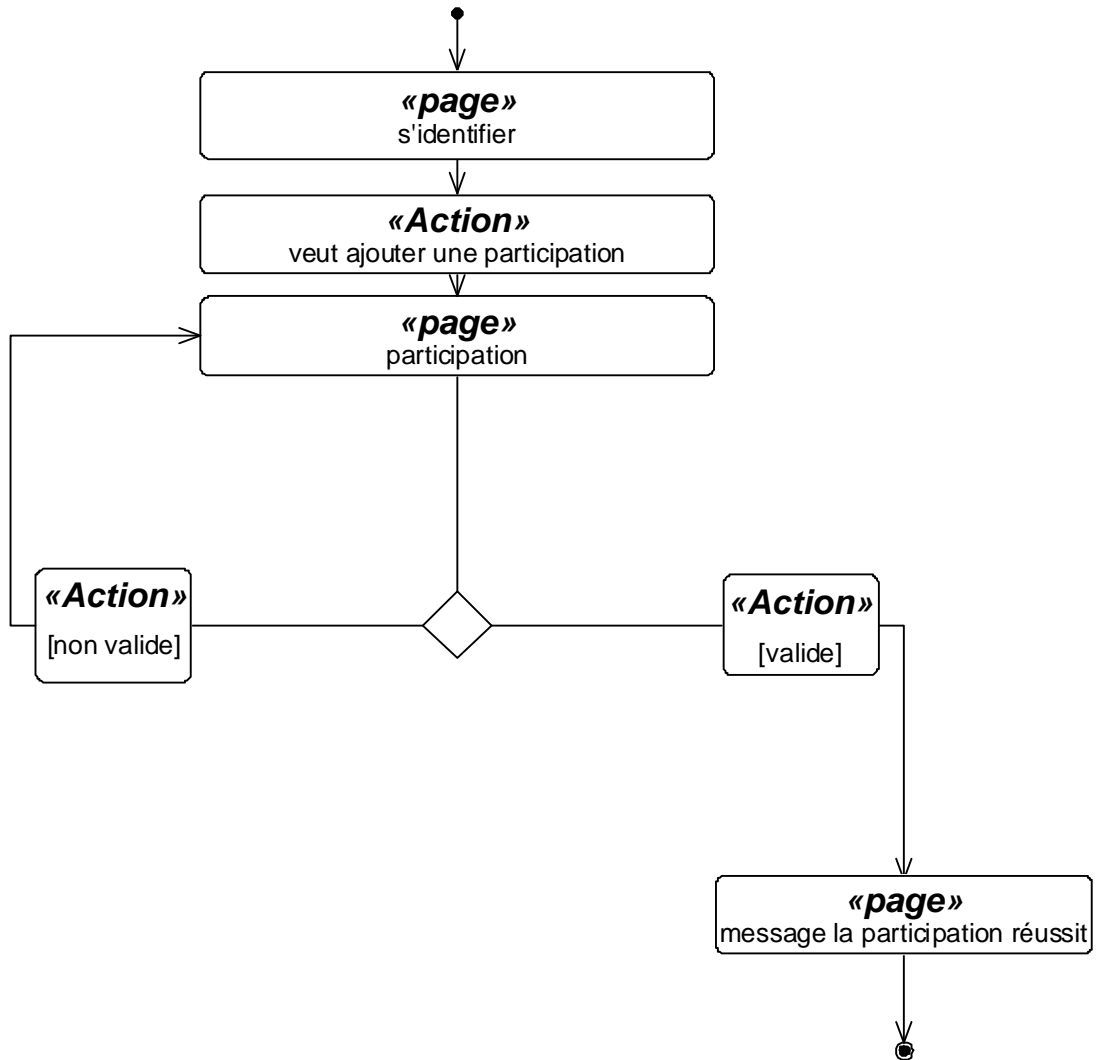 «page»
s'identifier
«Action»
veut ajouter une participation
«page»
participation
«Action»
[non valide]
«Action»
[valide]
«page»
message la participation réussit